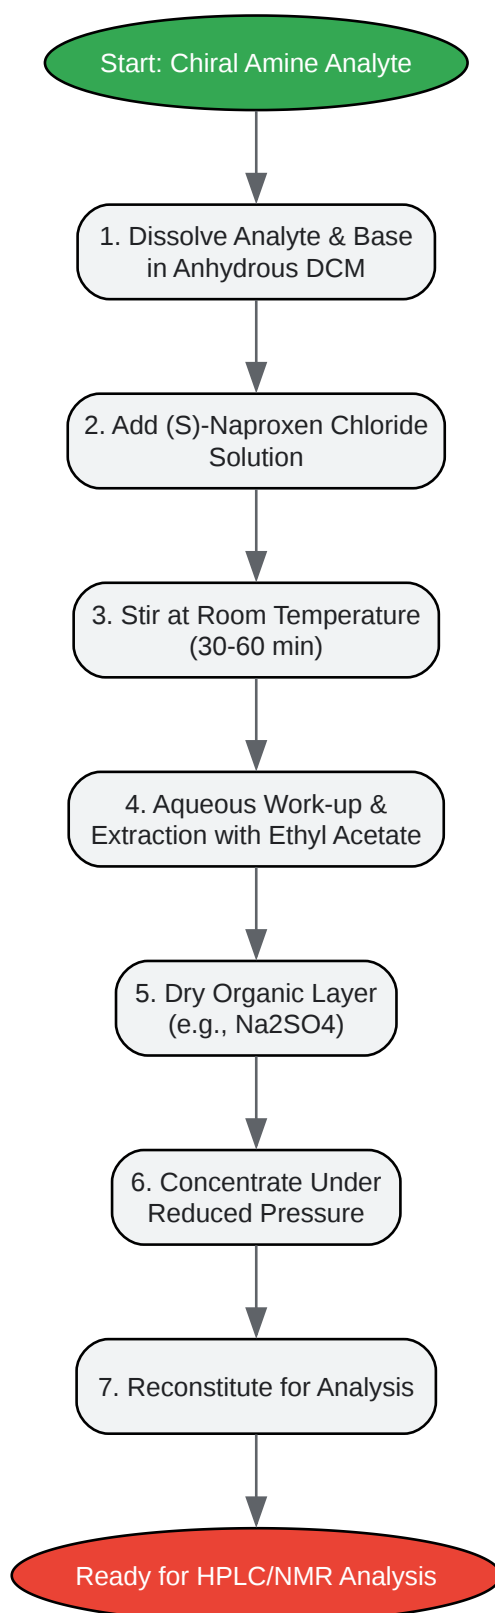 Start: Chiral Amine Analyte
1. Dissolve Analyte & Base
in Anhydrous DCM
2. Add (S)-Naproxen Chloride
Solution
3. Stir at Room Temperature
(30-60 min)
4. Aqueous Work-up &
Extraction with Ethyl Acetate
5. Dry Organic Layer
(e.g., Na2SO4)
6. Concentrate Under
Reduced Pressure
7. Reconstitute for Analysis
Ready for HPLC/NMR Analysis